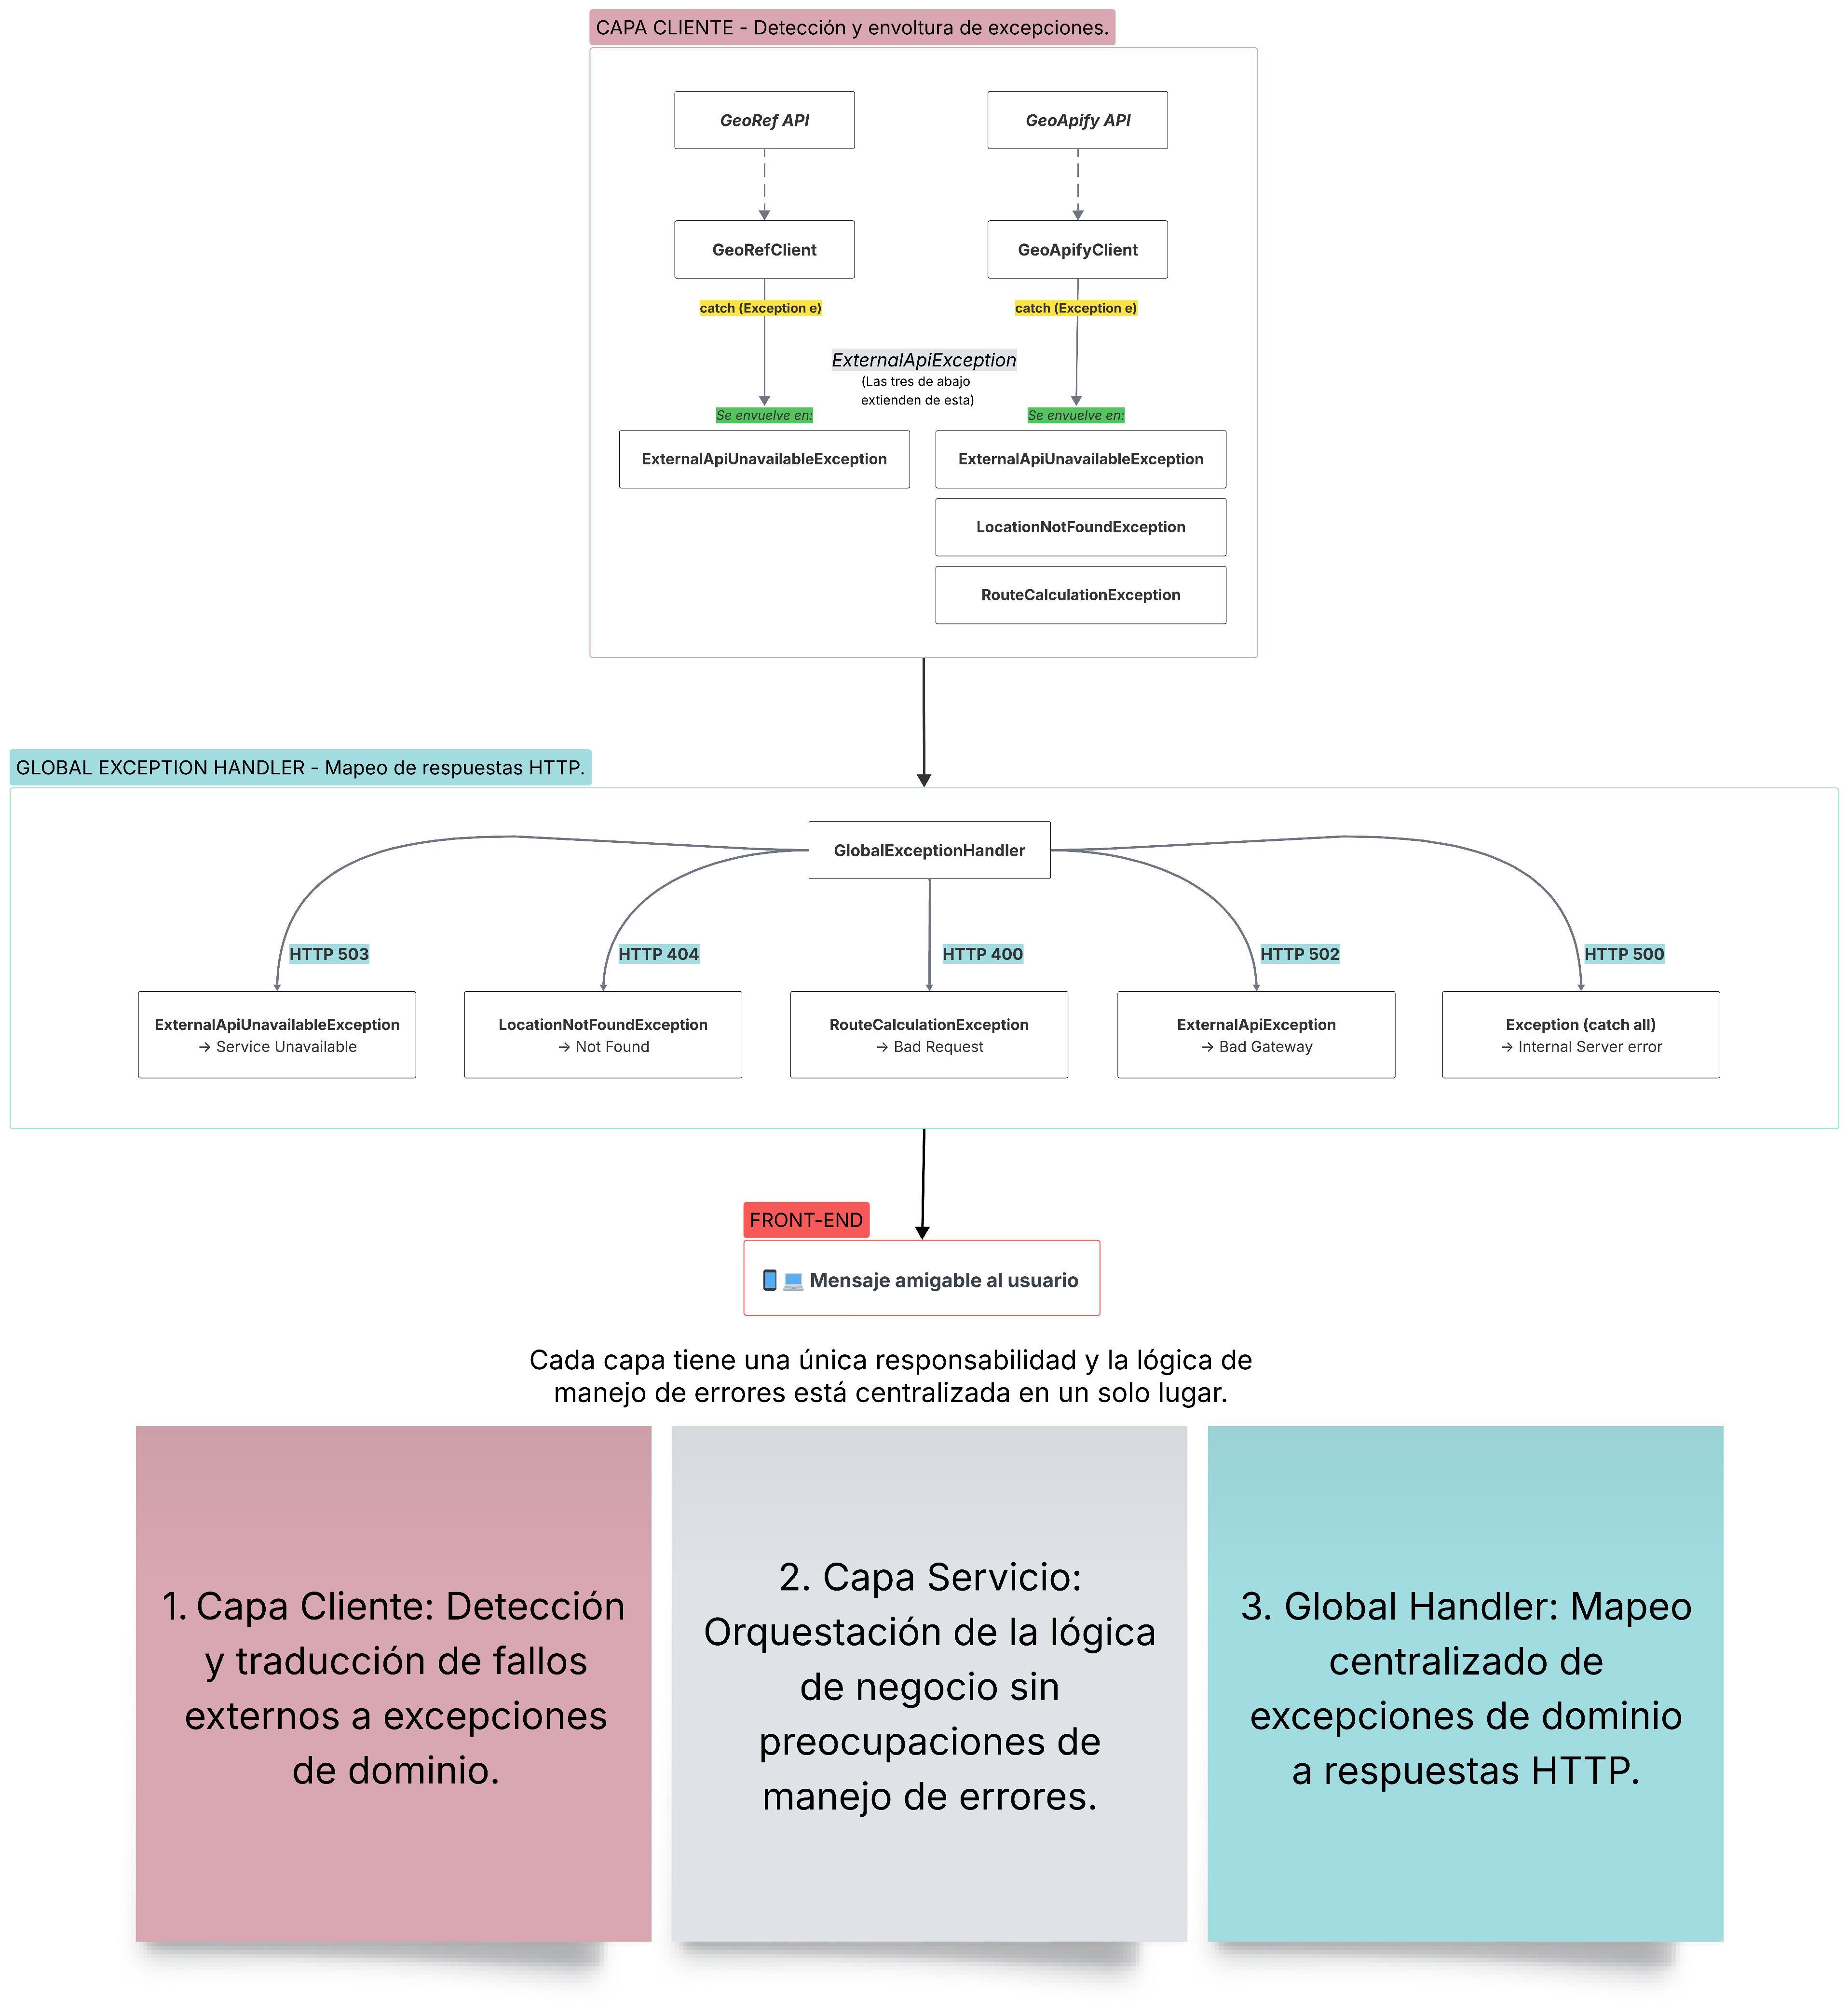 CAPA CLIENTE - Detección y envoltura de excepciones.
GeoRef API
GeoApify API
GeoRefClient
GeoApifyClient
catch (Exception e)
catch (Exception e)
ExternalApiException
(Las tres de abajo
extienden de esta)
Se envuelve en:
Se envuelve en:
ExternalApiUnavailableException
ExternalApiUnavailableException
LocationNotFoundException
RouteCalculationException
GLOBAL EXCEPTION HANDLER - Mapeo de respuestas HTTP.
GlobalExceptionHandler
HTTP 503
HTTP 404
HTTP 400
HTTP 502
HTTP 500
ExternalApiUnavailableException
→ Service Unavailable
LocationNotFoundException
→ Not Found
RouteCalculationException
→ Bad Request
ExternalApiException
→ Bad Gateway
Exception (catch all)
→ Internal Server error
FRONT-END
📱💻 Mensaje amigable al usuario
Cada capa tiene una única responsabilidad y la lógica de
manejo de errores está centralizada en un solo lugar.
1. Capa Cliente: Detección
y traducción de fallos
externos a excepciones
de dominio.
2. Capa Servicio:
Orquestación de la lógica
de negocio sin
preocupaciones de
manejo de errores.
3. Global Handler: Mapeo
centralizado de
excepciones de dominio
a respuestas HTTP.